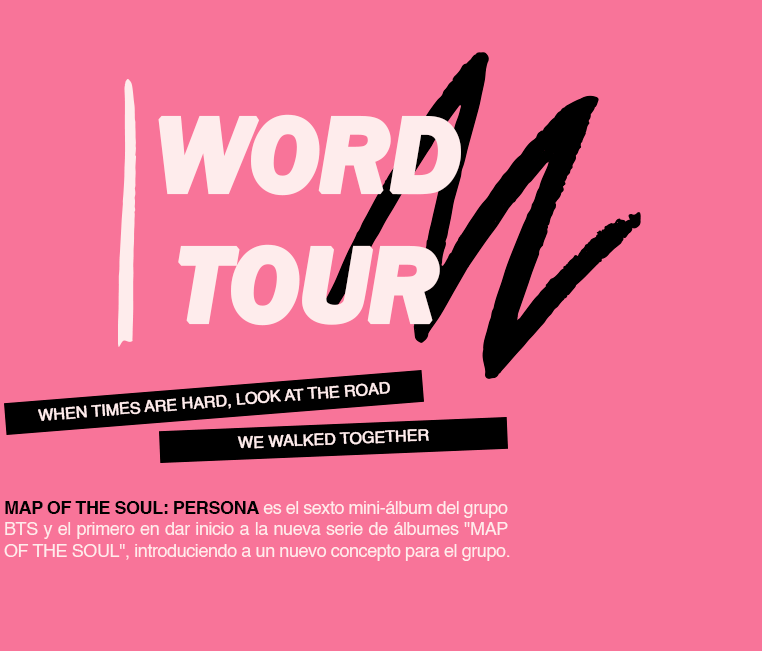 WORD
TOUR
WHEN TIMES ARE HARD, LOOK AT THE ROAD
WE WALKED TOGETHER
MAP OF THE SOUL: PERSONA es el sexto mini-álbum del grupo
BTS y el primero en dar inicio a la nueva serie de álbumes "MAP
OF THE SOUL", introduciendo a un nuevo concepto para el grupo.